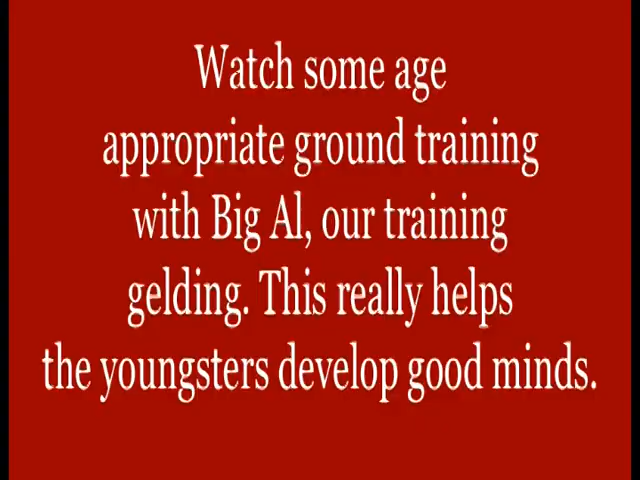 Watch some age
appropriate ground training
with Big Al, our training
gelding. This really helps
the youngsters develop good minds.